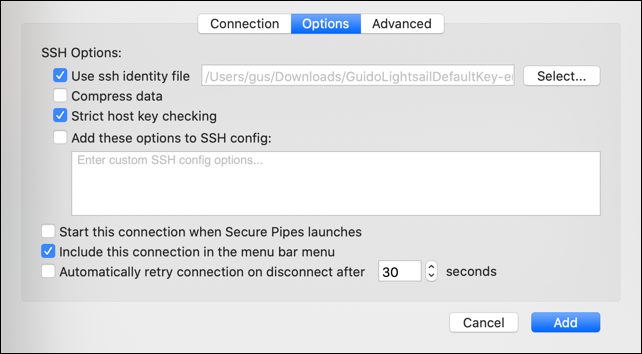 Connection Options Advanced
SSH Options:
Use ssh identity file /Users/gus/Downloads/GuidoLightsailDefaultKey-eu Select...
Compress data
Strict host key checking
Add these options to SSH config:
Enter custom SSH config options...
Start this connection when Secure Pipes launches
Include this connection in the menu bar menu
Automatically retry connection on disconnect after 30 seconds
Cancel Add